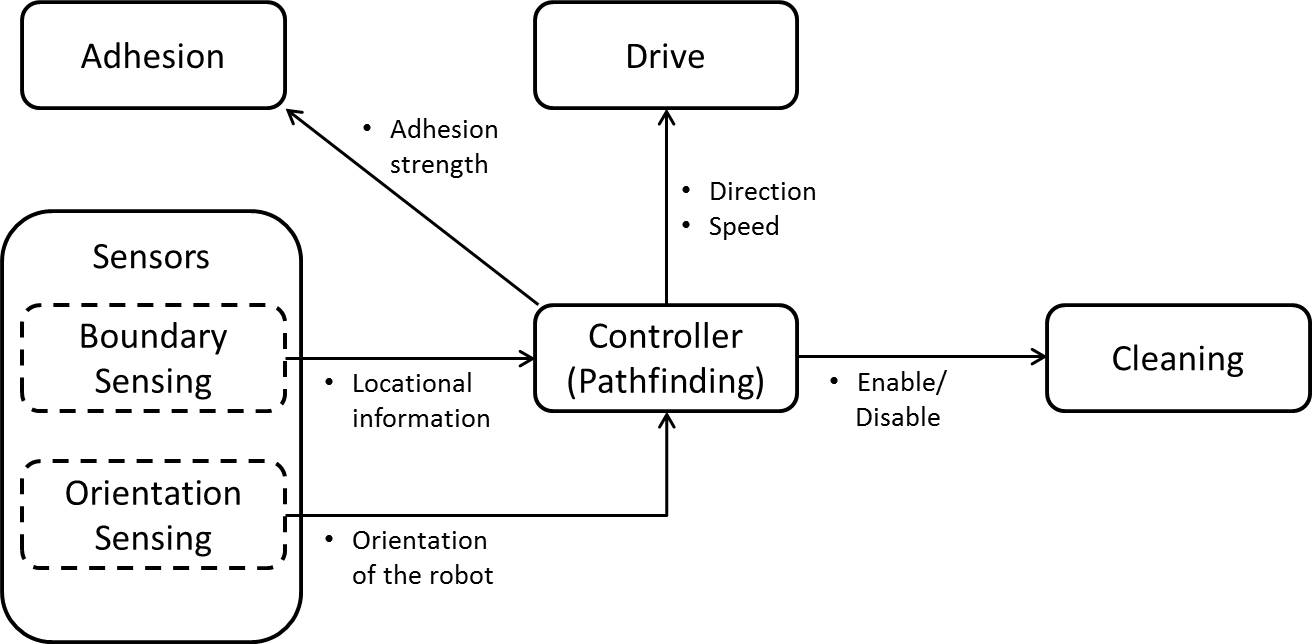 Adhesion
Drive
• Adhesion
strength
• Direction
• Speed
Sensors
Boundary
Sensing
• Locational
information
Controller
(Pathfinding)
• Enable/
Disable
Cleaning
Orientation
Sensing
• Orientation
of the robot